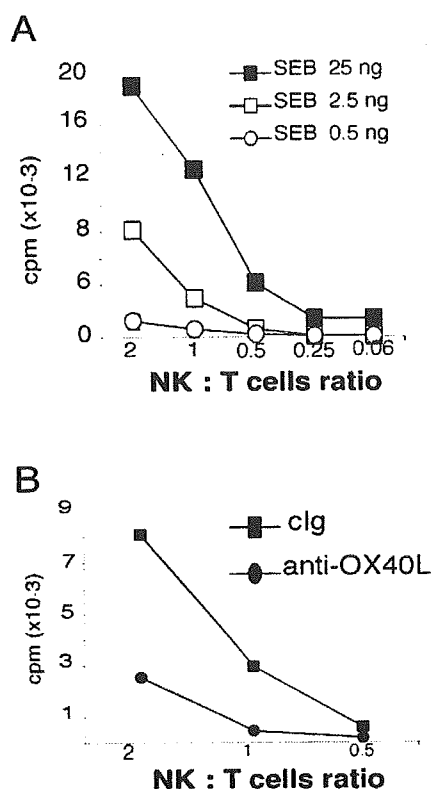 A
20
16
12
8
6
0
cpm (x10-3)
SEB 25 ng
SEB 2.5 ng
SEB 0.5 ng
2 1 0.5 0.25 0.06
NK : T cells ratio
B
9
7
5
3
1
cpm (x10-3)
cIg
anti-OX40L
2 1 0.5
NK : T cells ratio